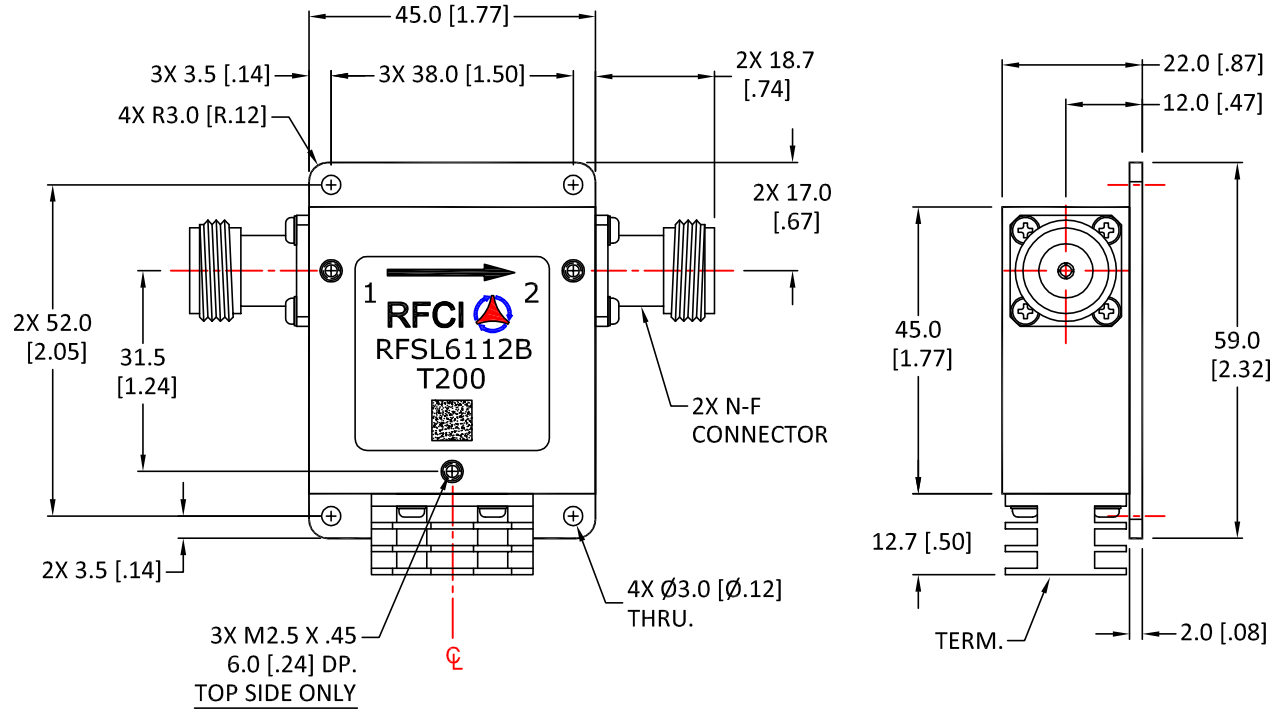 45.0 [1.77]
3X 3.5 [.14]
3X 38.0 [1.50]
2X 18.7
[.74]
4X R3.0 [R.12]
2X 17.0
[.67]
2X 52.0
[2.05]
31.5
[1.24]
1
2
RFCI
RFSL6112B
T200
2X N-F
CONNECTOR
2X 3.5 [.14]
4X Ø3.0 [Ø.12]
THRU.
3X M2.5 X .45
6.0 [.24] DP.
TOP SIDE ONLY
CL
22.0 [.87]
12.0 [.47]
45.0
[1.77]
59.0
[2.32]
12.7 [.50]
TERM.
2.0 [.08]